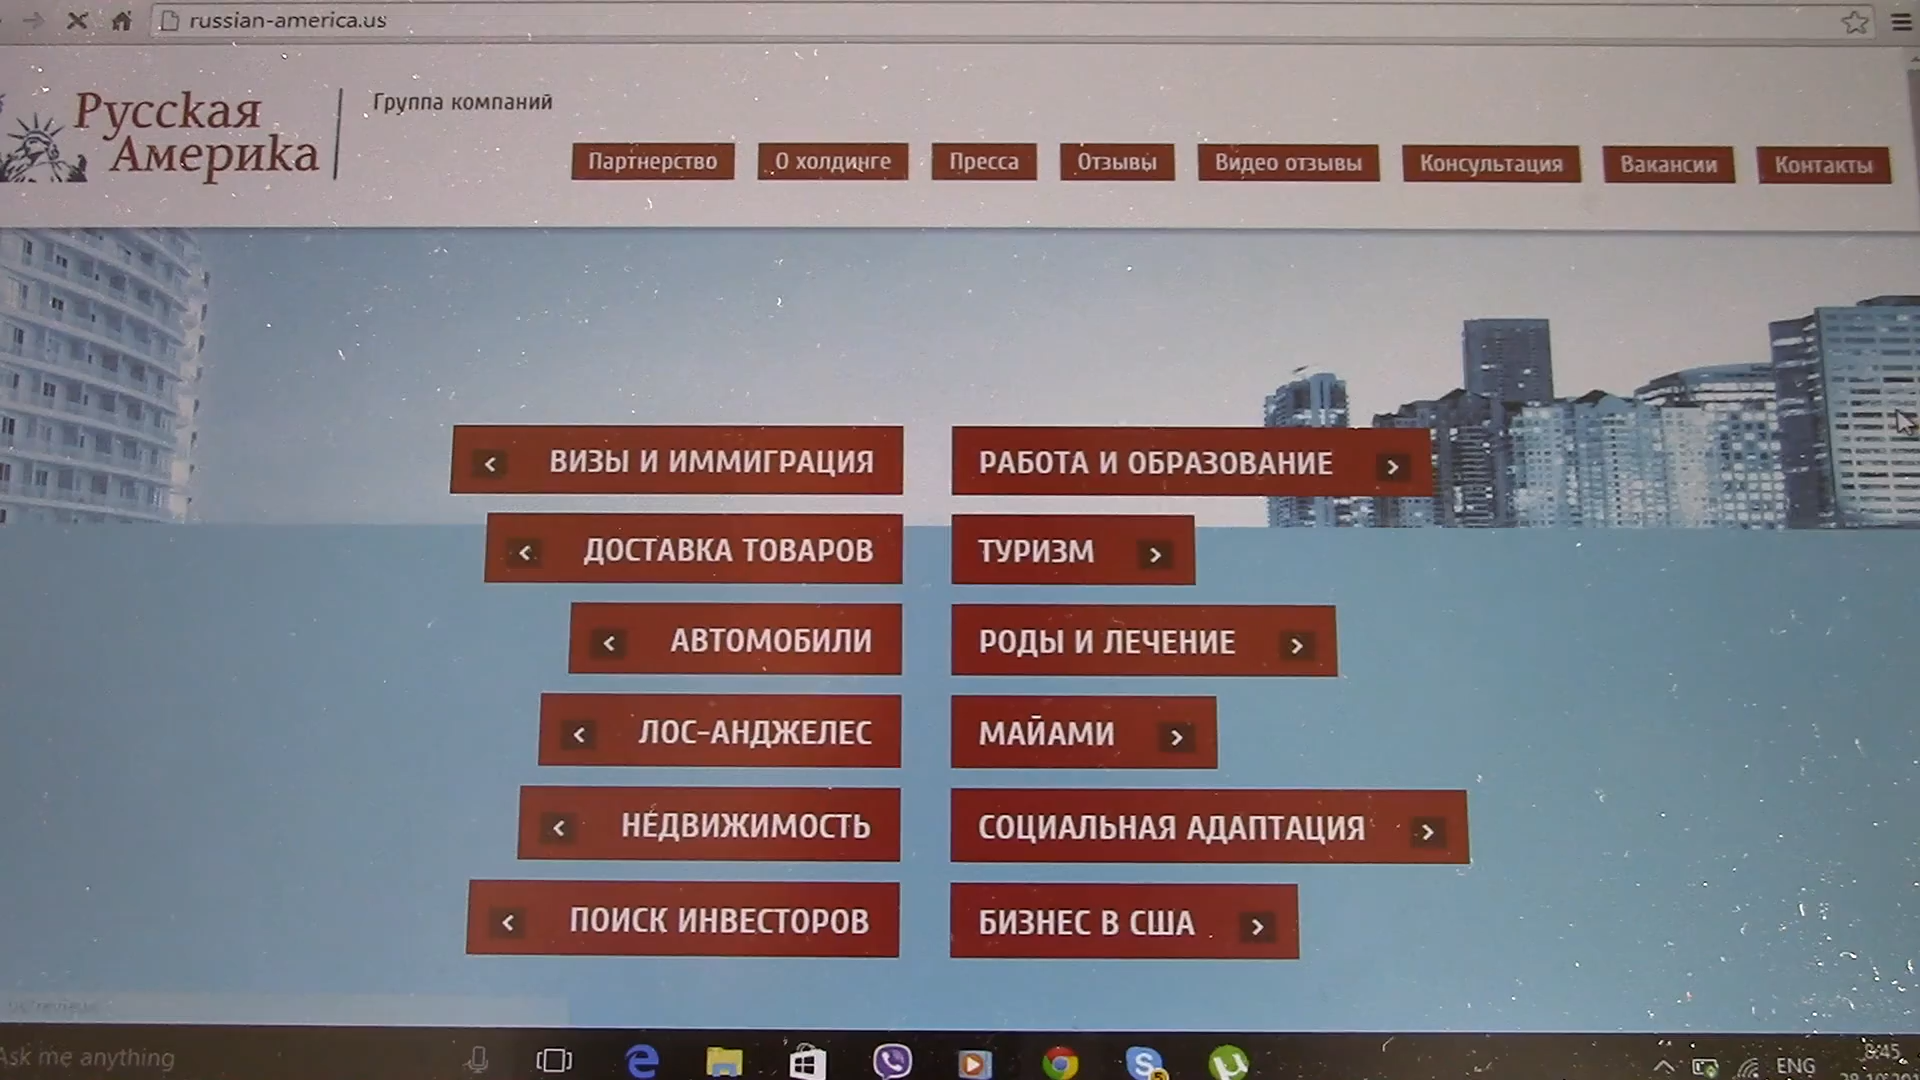 russian-america.us
Русская
Америка
Группа компаний
Партнерство
О холдинге
Пресса
Отзывы
Видео отзывы
Консультация
Вакансии
Контакты
ВИЗЫ И ИММИГРАЦИЯ
РАБОТА И ОБРАЗОВАНИЕ
ДОСТАВКА ТОВАРОВ
ТУРИЗМ
АВТОМОБИЛИ
РОДЫ И ЛЕЧЕНИЕ
ЛОС-АНДЖЕЛЕС
МАЙАМИ
НЕДВИЖИМОСТЬ
СОЦИАЛЬНАЯ АДАПТАЦИЯ
ПОИСК ИНВЕСТОРОВ
БИЗНЕС В США
Ask me anything
ENG
8:45